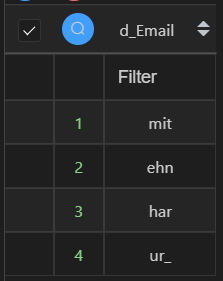 d_Email
Filter
1 mit
2 ehn
3 har
4 ur_